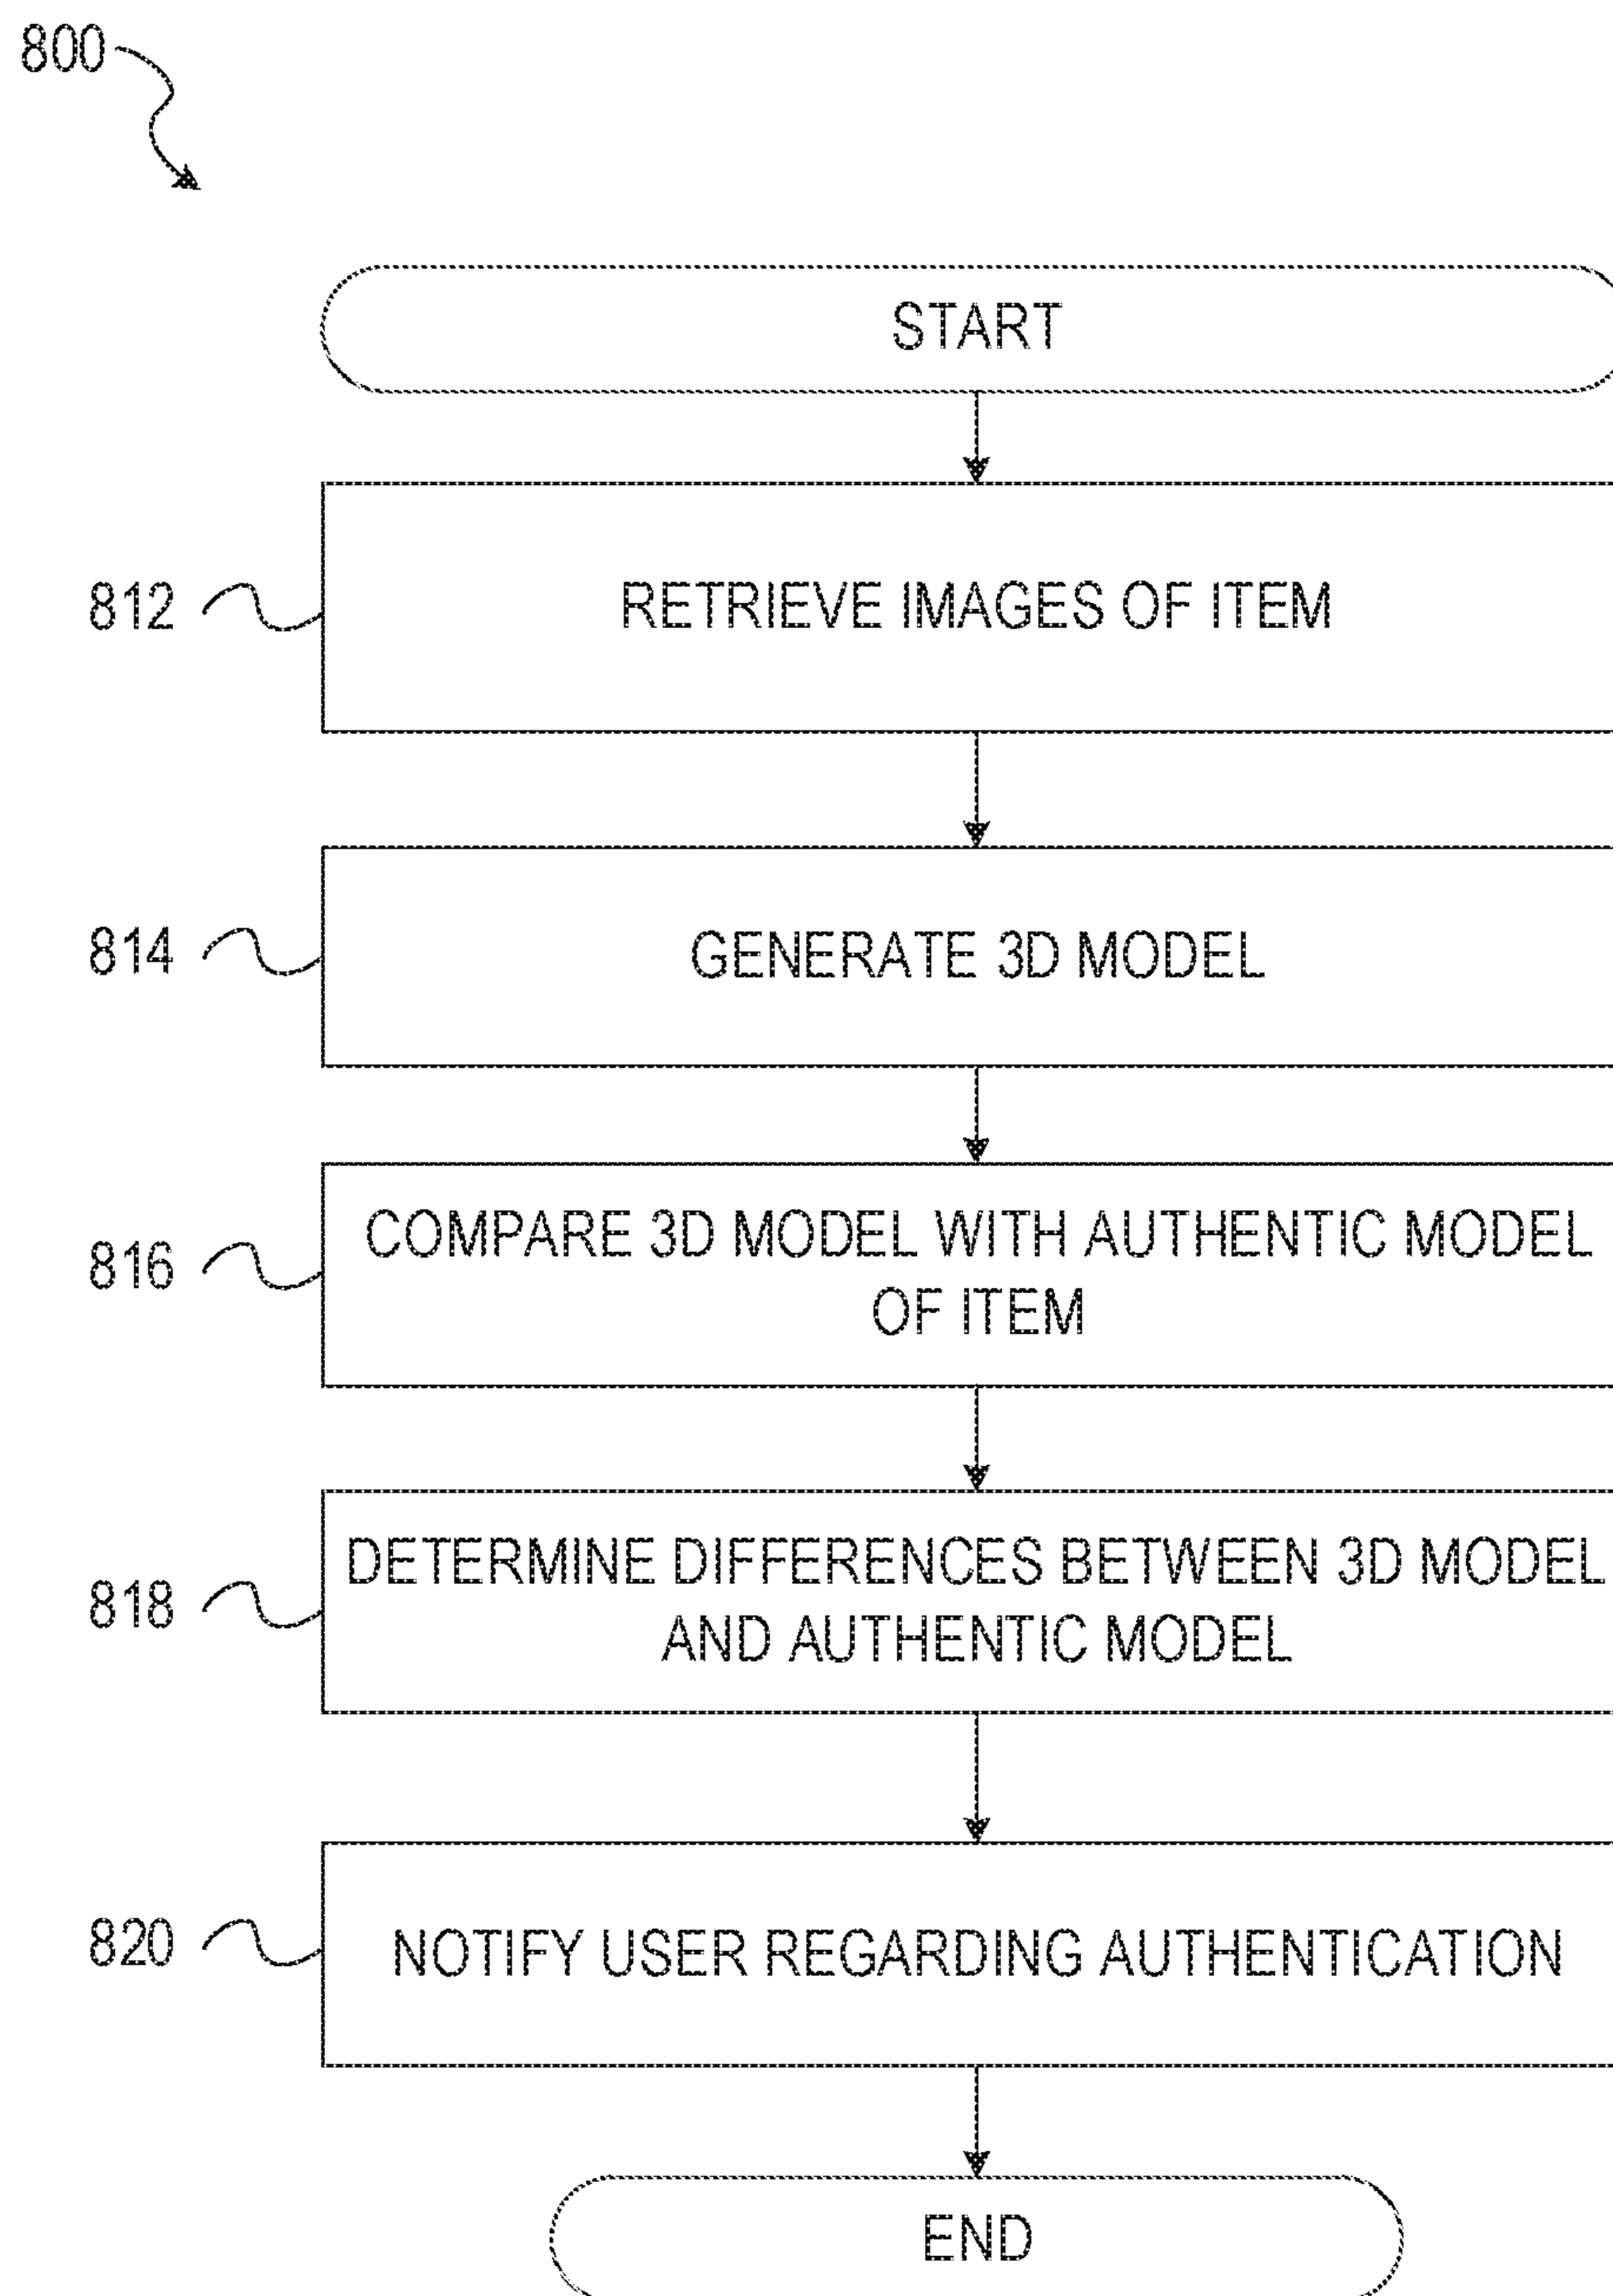 800
START
812
RETRIEVE IMAGES OF ITEM
814
GENERATE 3D MODEL
816
COMPARE 3D MODEL WITH AUTHENTIC MODEL
OF ITEM
818
DETERMINE DIFFERENCES BETWEEN 3D MODEL
AND AUTHENTIC MODEL
820
NOTIFY USER REGARDING AUTHENTICATION
END